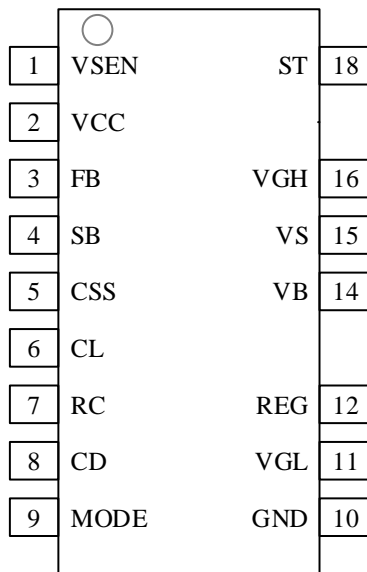 1 VSEN ST 18
2 VCC
3 FB VGH 16
4 SB VS 15
5 CSS VB 14
6 CL
7 RC REG 12
8 CD VGL 11
9 MODE GND 10